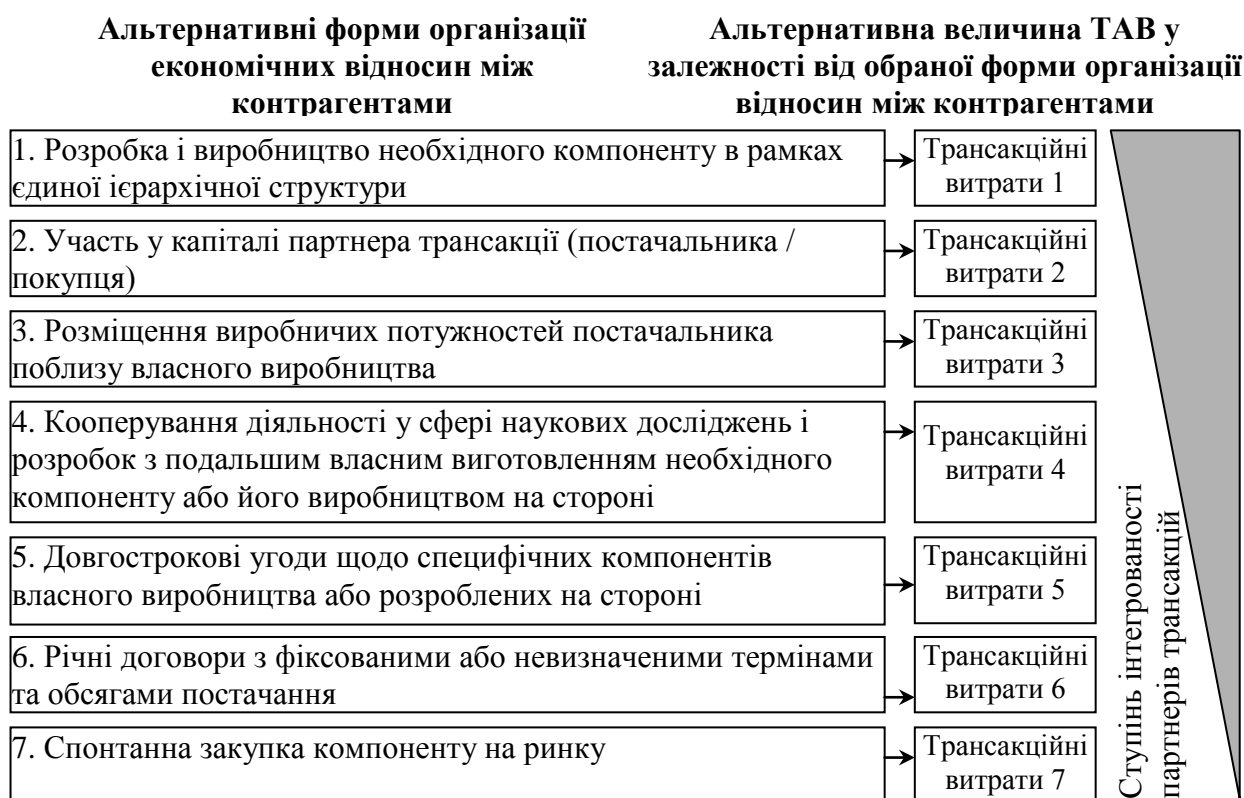 Альтернативні форми організації
економічних відносин між
контрагентами
Альтернативна величина ТАВ у
залежності від обраної форми організації
відносин між контрагентами
1. Розробка і виробництво необхідного компоненту в рамках
єдиної ієрархічної структури
Трансакційні
витрати 1
2. Участь у капіталі партнера трансакції (постачальника /
покупця)
Трансакційні
витрати 2
3. Розміщення виробничих потужностей постачальника
поблизу власного виробництва
Трансакційні
витрати 3
4. Кооперування діяльності у сфері наукових досліджень і
розробок з подальшим власним виготовленням необхідного
компоненту або його виробництвом на стороні
Трансакційні
витрати 4
5. Довгострокові угоди щодо специфічних компонентів
власного виробництва або розроблених на стороні
Трансакційні
витрати 5
6. Річні договори з фіксованими або невизначеними термінами
та обсягами постачання
Трансакційні
витрати 6
7. Спонтанна закупка компоненту на ринку
Трансакційні
витрати 7
Ступінь інтегрованості
партнерів трансакцій